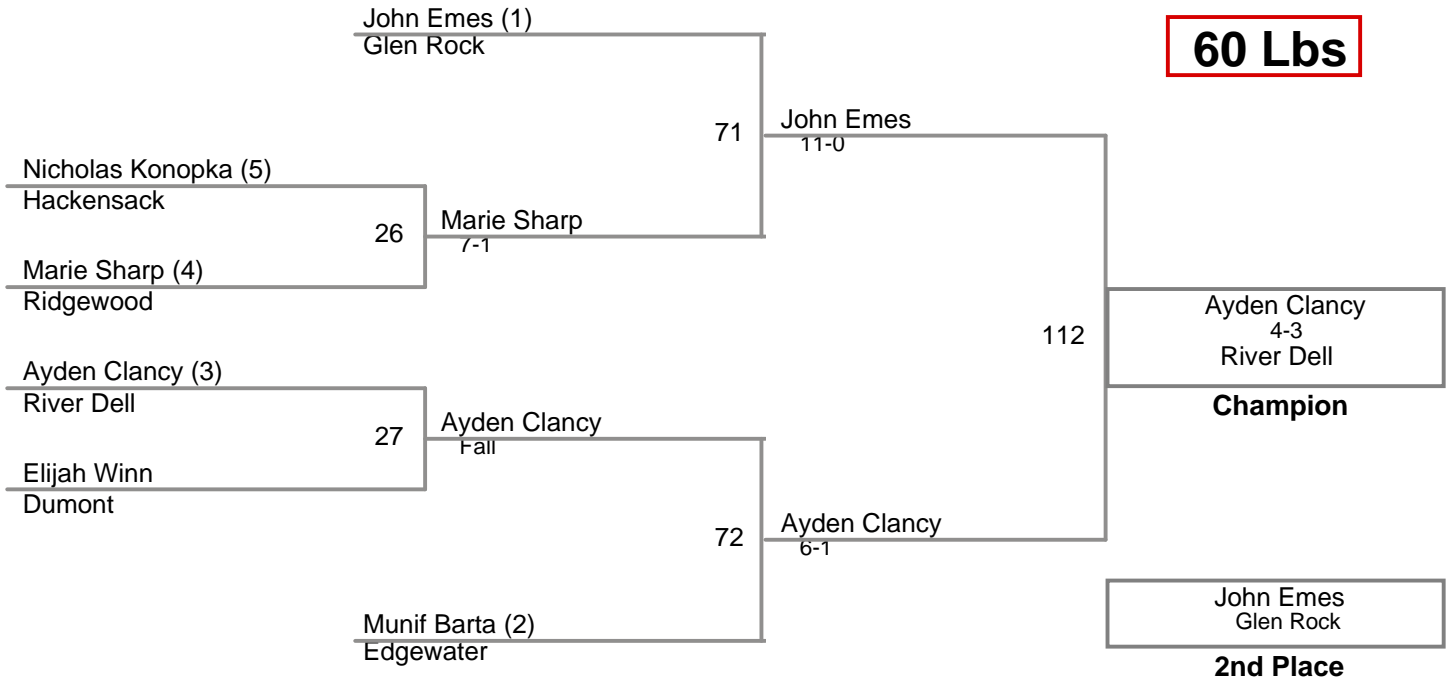 John Emes (1)
Glen Rock
60 Lbs
71
John Emes
11-0
Nicholas Konopka (5)
Hackensack
26
Marie Sharp
7-1
Marie Sharp (4)
Ridgewood
112
Ayden Clancy
4-3
River Dell
Champion
Ayden Clancy (3)
River Dell
27
Ayden Clancy
Fall
Elijah Winn
Dumont
72
Ayden Clancy
6-1
Munif Barta (2)
Edgewater
John Emes
Glen Rock
2nd Place